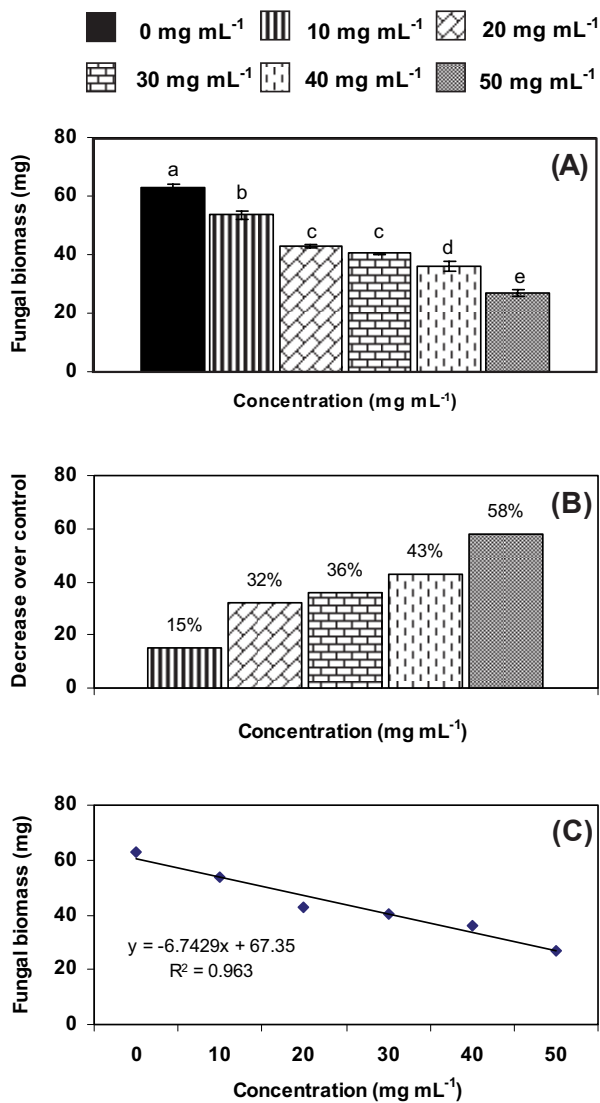 0 mg mL⁻¹ 10 mg mL⁻¹ 20 mg mL⁻¹
30 mg mL⁻¹ 40 mg mL⁻¹ 50 mg mL⁻¹
(A)
Fungal biomass (mg)
80
60
40
20
0
a
b
c
c
d
e
Concentration (mg mL⁻¹)
(B)
Decrease over control
80
60
40
20
0
15%
32%
36%
43%
58%
Concentration (mg mL⁻¹)
(C)
Fungal biomass (mg)
80
60
40
20
0
y = -6.7429x + 67.35
R² = 0.963
0 10 20 30 40 50
Concentration (mg mL⁻¹)